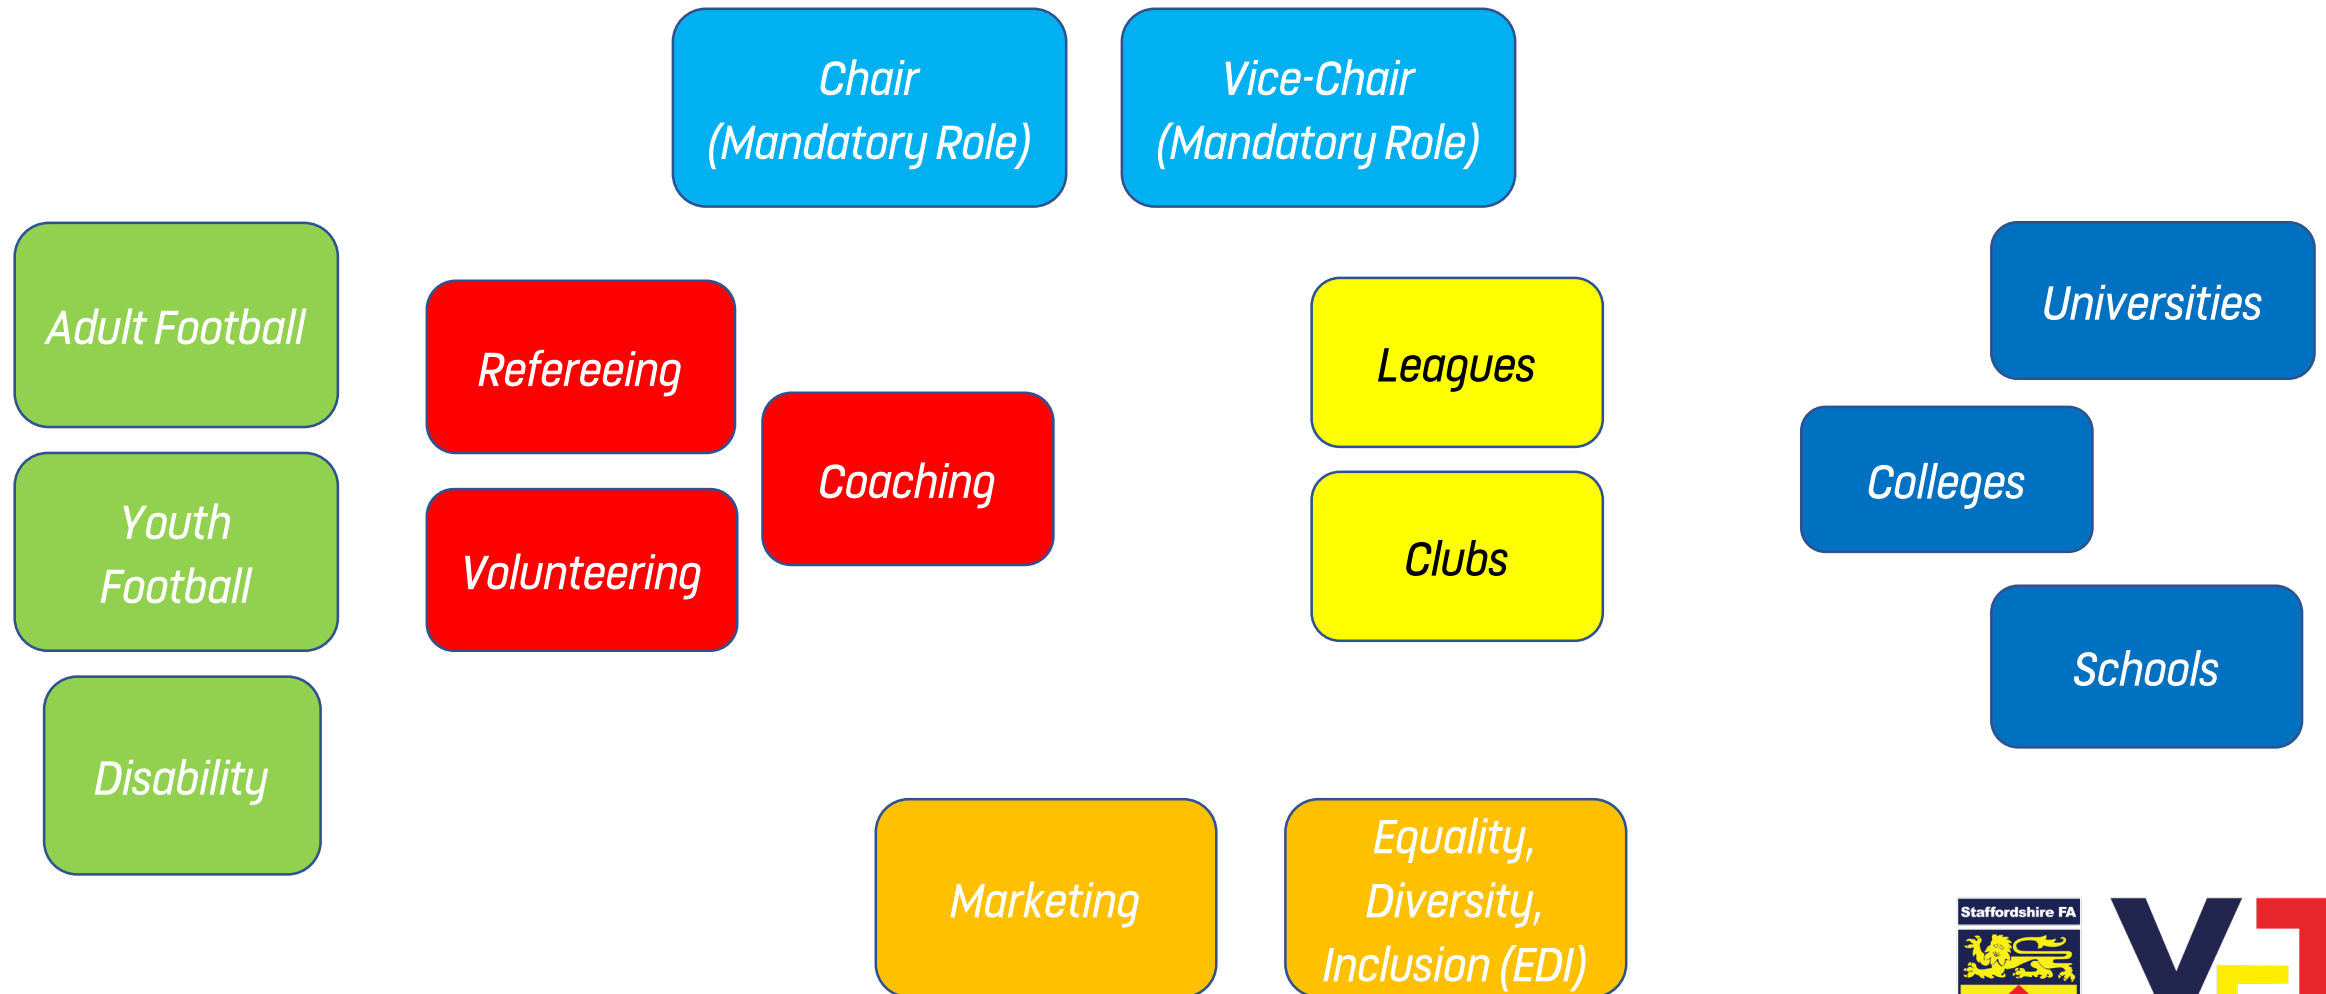 Chair
(Mandatory Role)
Vice-Chair
(Mandatory Role)
Adult Football
Youth
Football
Disability
Refereeing
Volunteering
Coaching
Leagues
Clubs
Universities
Colleges
Schools
Marketing
Equality,
Diversity,
Inclusion (EDI)
Staffordshire FA